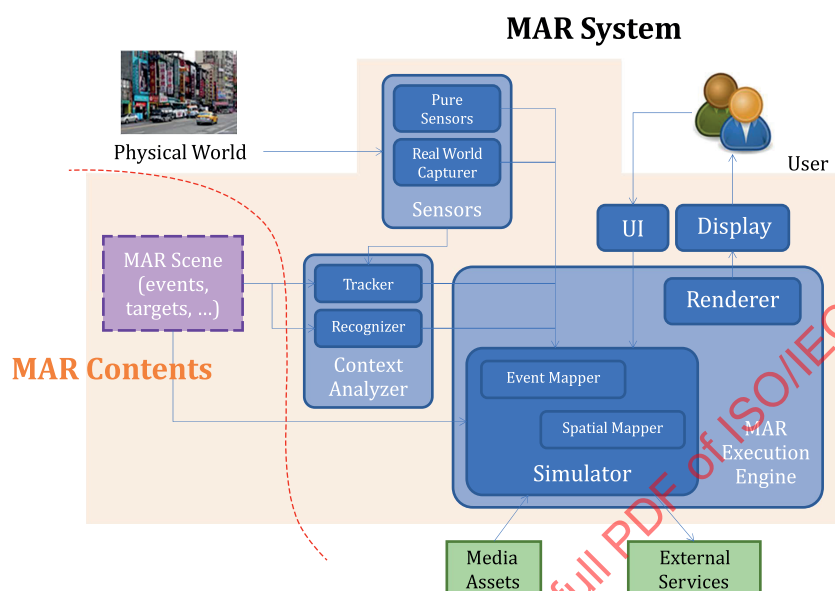 MAR System
Pure
Sensors
Real World
Capturer
Sensors
Physical World
User
UI
Display
MAR Scene
(events,
targets, ...)
Tracker
Recognizer
Context
Analyzer
Renderer
MAR Contents
Event Mapper
Spatial Mapper
Simulator
MAR
Execution
Engine
Media
Assets
External
Services
full PDF of ISO/IEC